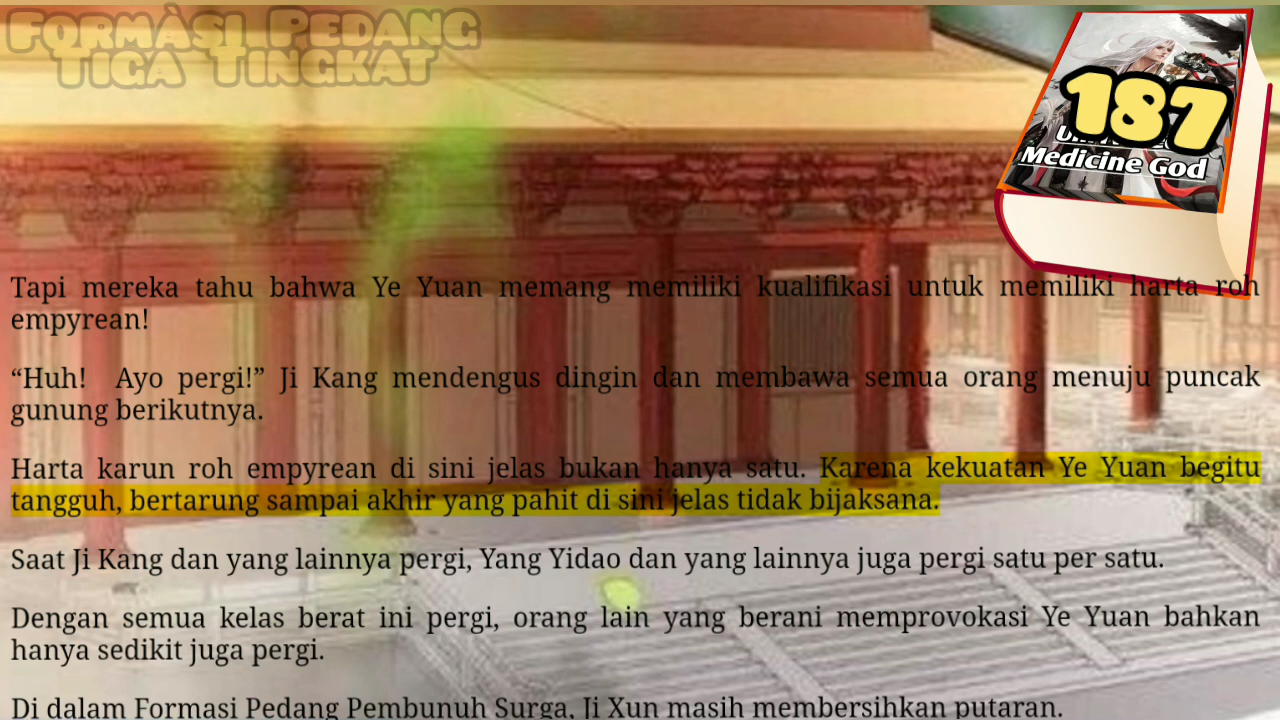 Formàsi Pedang
Tiga Tingkat
187
Medicine God
Tapi mereka tahu bahwa Ye Yuan memang memiliki kualifikasi untuk memiliki harta roh
empyrean!
“Huh! Ayo pergi!” Ji Kang mendengus dingin dan membawa semua orang menuju puncak
gunung berikutnya.
Harta karun roh empyrean di sini jelas bukan hanya satu. Karena kekuatan Ye Yuan begitu
tangguh, bertarung sampai akhir yang pahit di sini jelas tidak bijaksana.
Saat Ji Kang dan yang lainnya pergi, Yang Yidao dan yang lainnya juga pergi satu per satu.
Dengan semua kelas berat ini pergi, orang lain yang berani memprovokasi Ye Yuan bahkan
hanya sedikit juga pergi.
Di dalam Formasi Pedang Pembunuh Surga, Ji Xun masih membersihkan putaran.